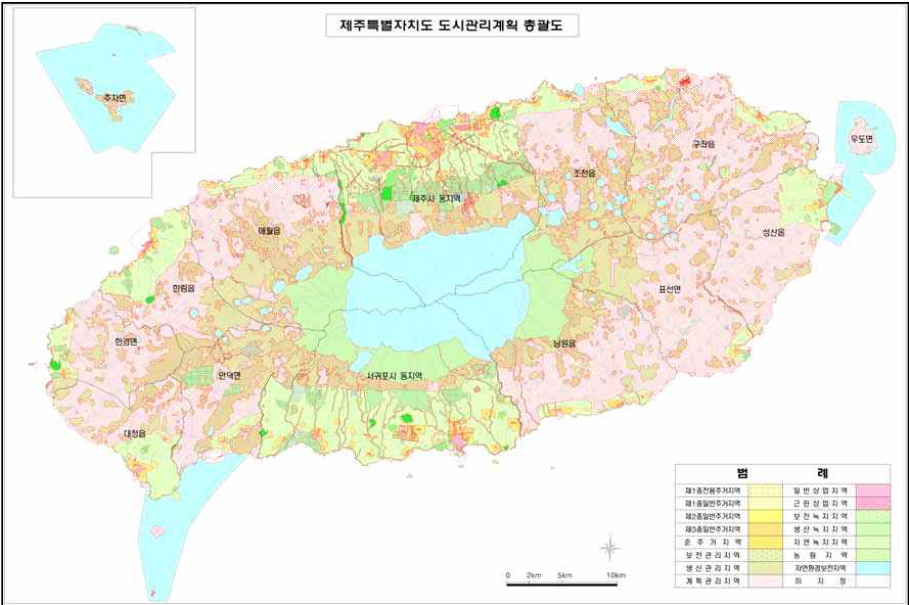 제주특별자치도 도시관리계획 총괄도
추자면
우도면
구좌읍
조천읍
제주시 동지역
성산읍
애월읍
한림읍
표선면
한경면
남원읍
안덕면
서귀포시 동지역
대정읍
범 례
제1종전용주거지역 일반상업지역
제1종일반주거지역 근린상업지역
제2종일반주거지역 보전녹지지역
제3종일반주거지역 생산녹지지역
준주거지역 자연녹지지역
보전관리지역 농림지역
생산관리지역 자연환경보전지역
계획관리지역 미지정
0 2km 5km 10km